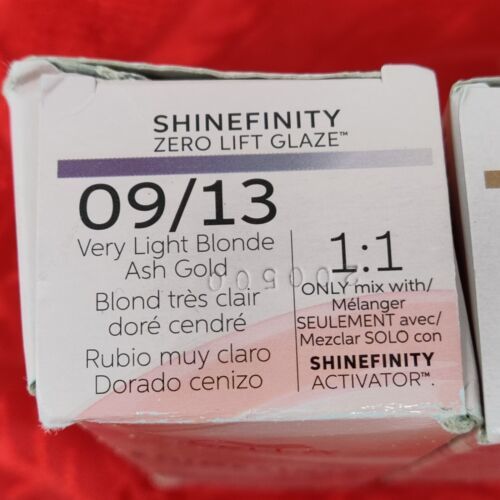 SHINEFINITY
ZERO LIFT GLAZE™
09/13
Very Light Blonde
Ash Gold
Blond très clair
doré cendré
Rubio muy claro
Dorado cenizo
1:1
ONLY mix with/
Mélanger
SEULEMENT avec/
Mezclar SOLO con
SHINEFINITY
ACTIVATOR™.